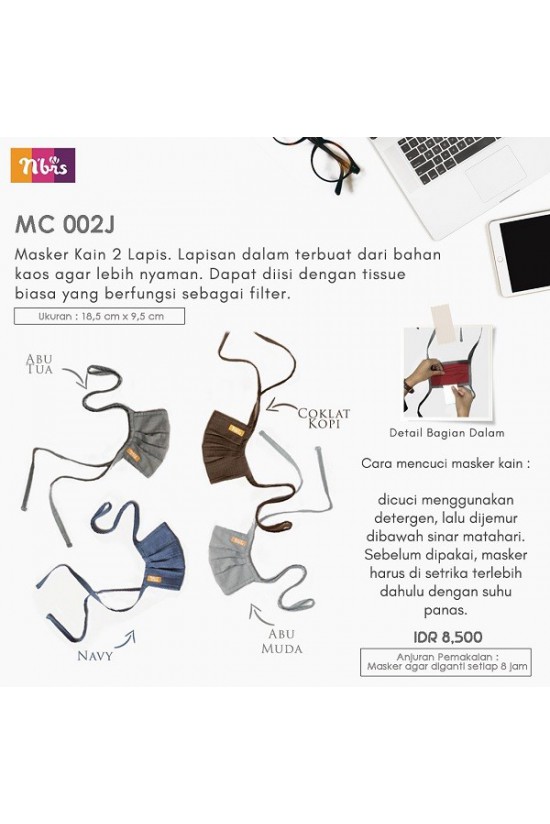 Nbrs
MC 002J
Masker Kain 2 Lapis. Lapisan dalam terbuat dari bahan
kaos agar lebih nyaman. Dapat diisi dengan tissue
biasa yang berfungsi sebagai filter.
Ukuran : 18,5 cm x 9,5 cm
ABU
TUA
COKLAT
KOPI
NAVY
ABU
MUDA
Detail Bagian Dalam
Cara mencuci masker kain :
dicuci menggunakan
detergen, lalu dijemur
dibawah sinar matahari.
Sebelum dipakai, masker
harus di setrika terlebih
dahulu dengan suhu
panas.
IDR 8,500
Anjuran Pemakaian :
Masker agar diganti setiap 8 jam